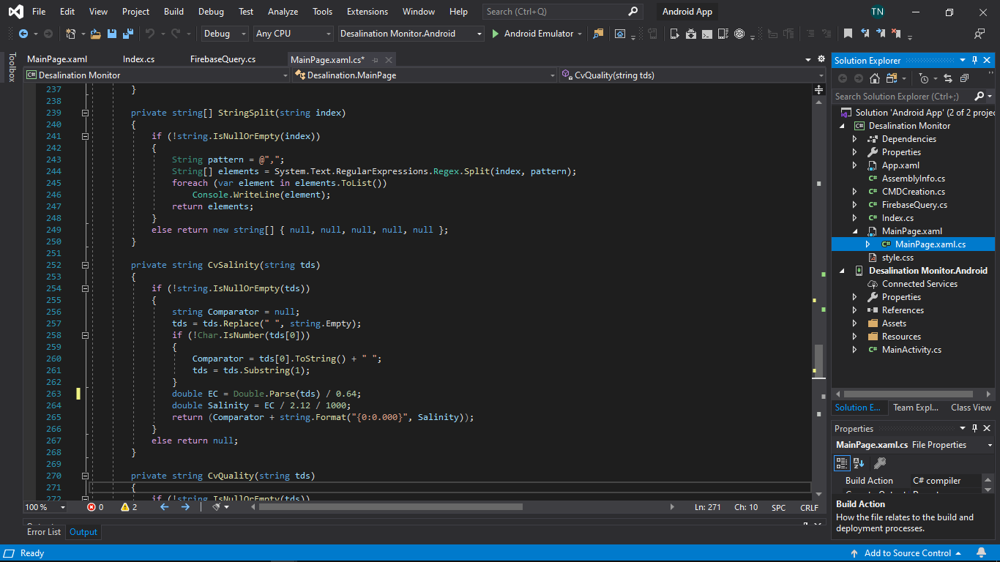 File Edit View Project Build Debug Test Analyze Tools Extensions Window Help Search (Ctrl+Q) Android App TN
Debug Any CPU Desalination Monitor.Android Android Emulator
Toolbox
MainPage.xaml Index.cs FirebaseQuery.cs MainPage.xaml.cs*
C# Desalination Monitor Desalination.MainPage CvQuality(string tds)
237 }
238
239 private string[] StringSplit(string index)
240 {
241 if (!string.IsNullOrEmpty(index))
242 {
243 String pattern = @",";
244 String[] elements = System.Text.RegularExpressions.Regex.Split(index, pattern);
245 foreach (var element in elements.ToList())
246 Console.WriteLine(element);
247 return elements;
248 }
249 else return new string[] { null, null, null, null, null };
250 }
251
252 private string CvSalinity(string tds)
253 {
254 if (!string.IsNullOrEmpty(tds))
255 {
256 string Comparator = null;
257 tds = tds.Replace(" ", string.Empty);
258 if (!Char.IsNumber(tds[0]))
259 {
260 Comparator = tds[0].ToString() + " ";
261 tds = tds.Substring(1);
262 }
263 double EC = Double.Parse(tds) / 0.64;
264 double Salinity = EC / 2.12 / 1000;
265 return (Comparator + string.Format("{0:0.000}", Salinity));
266 }
267 else return null;
268 }
269
270 private string CvQuality(string tds)
271 {
272 if (!string.IsNullOrEmpty(tds))
100 % 0 2 Ln: 271 Ch: 10 SPC CRLF
Output
Error List Output
Ready Add to Source Control
Solution Explorer
Search Solution Explorer (Ctrl+;)
Solution 'Android App' (2 of 2 projec
C# Desalination Monitor
Dependencies
Properties
App.xaml
C# AssemblyInfo.cs
C# CMDCreation.cs
C# FirebaseQuery.cs
C# Index.cs
MainPage.xaml
C# MainPage.xaml.cs
style.css
Desalination Monitor.Android
Connected Services
Properties
References
Assets
Resources
C# MainActivity.cs
Solution E... Team Expl... Class View
Properties
MainPage.xaml.cs File Properties
Build Action C# compiler
Build Action
How the file relates to the build and
deployment processes.